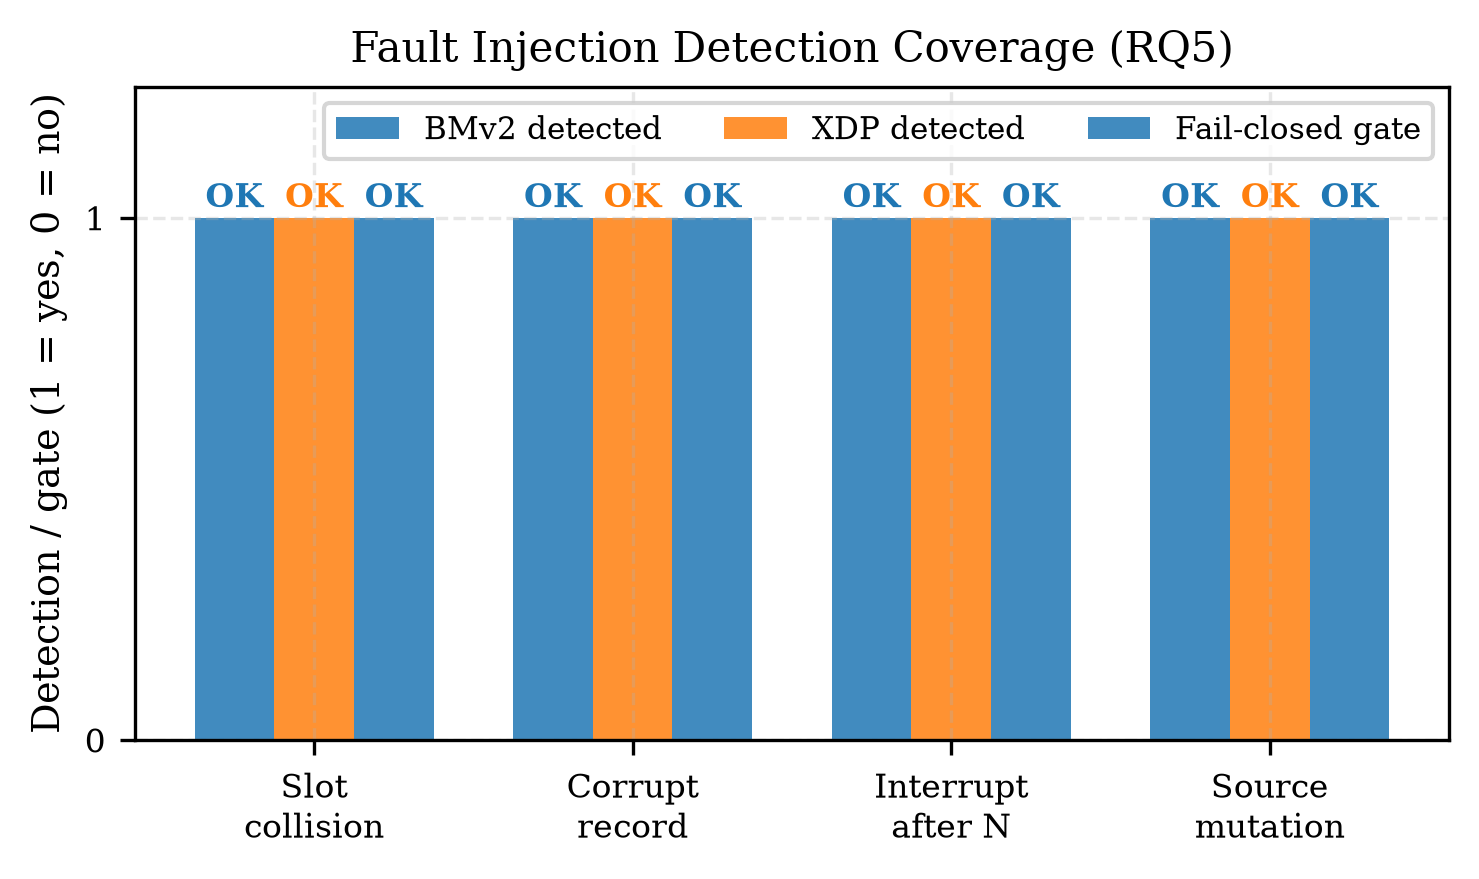 Fault Injection Detection Coverage (RQ5)
BMv2 detected XDP detected Fail-closed gate
OK OK OK OK OK OK OK OK OK OK OK OK
Detection / gate (1 = yes, 0 = no)
1
0
Slot
collision
Corrupt
record
Interrupt
after N
Source
mutation